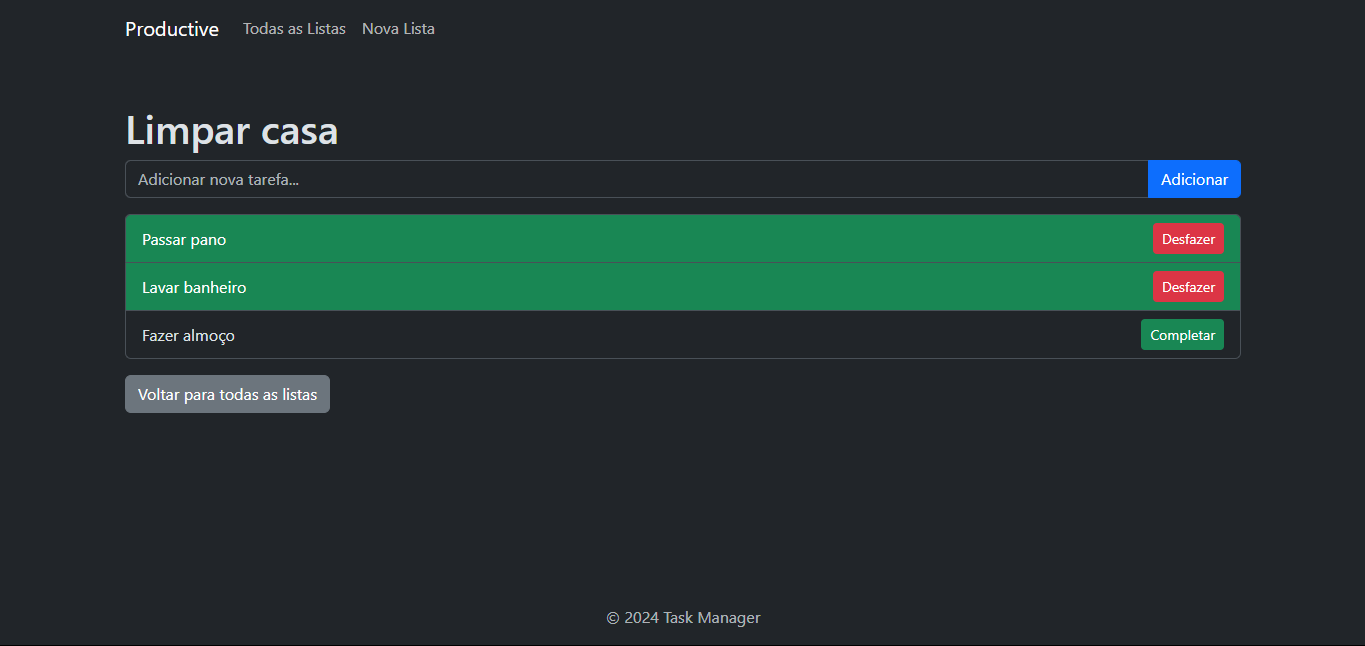 Productive Todas as Listas Nova Lista
Limpar casa
Adicionar nova tarefa... Adicionar
Passar pano Desfazer
Lavar banheiro Desfazer
Fazer almoço Completar
Voltar para todas as listas
© 2024 Task Manager